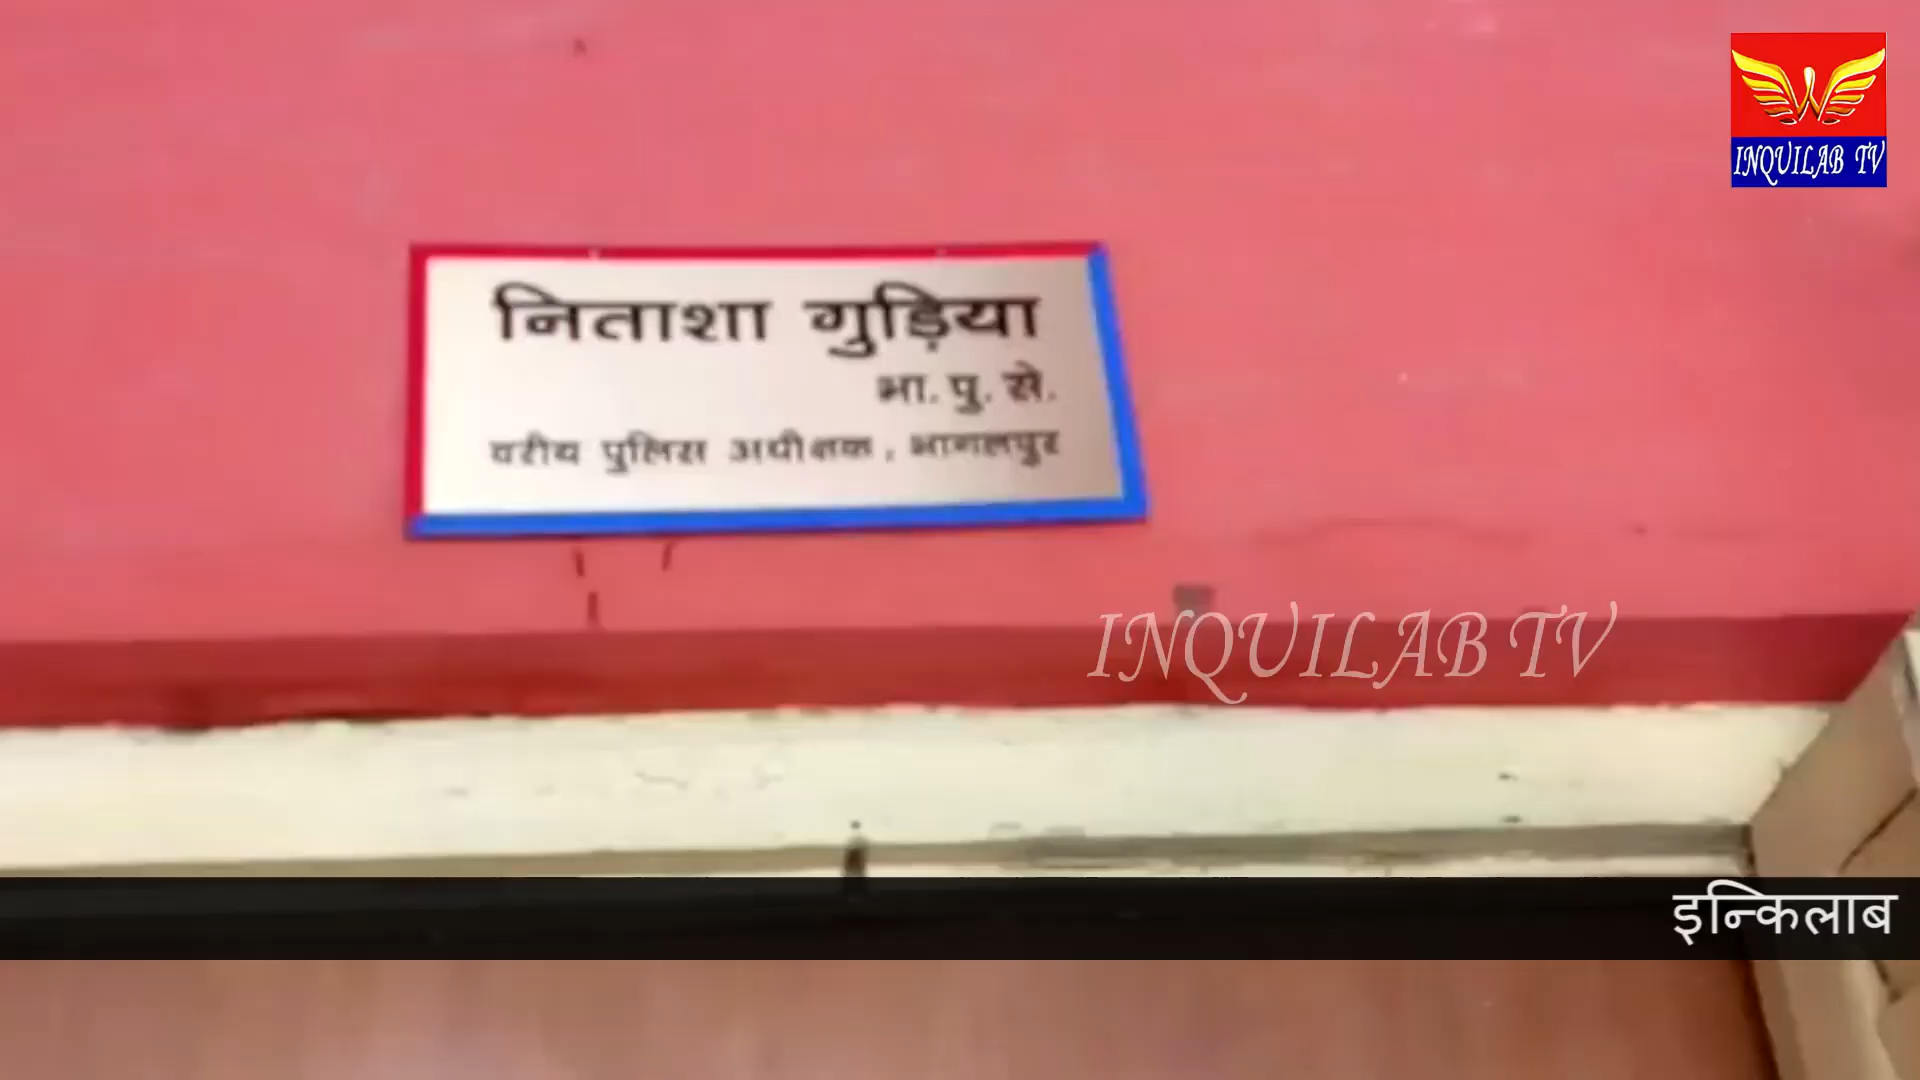 INQUILAB TV
निताशा गुड़िया
भा. पु. से.
वरीय पुलिस अधीक्षक, भागलपुर
INQUILAB TV
इन्किलाब